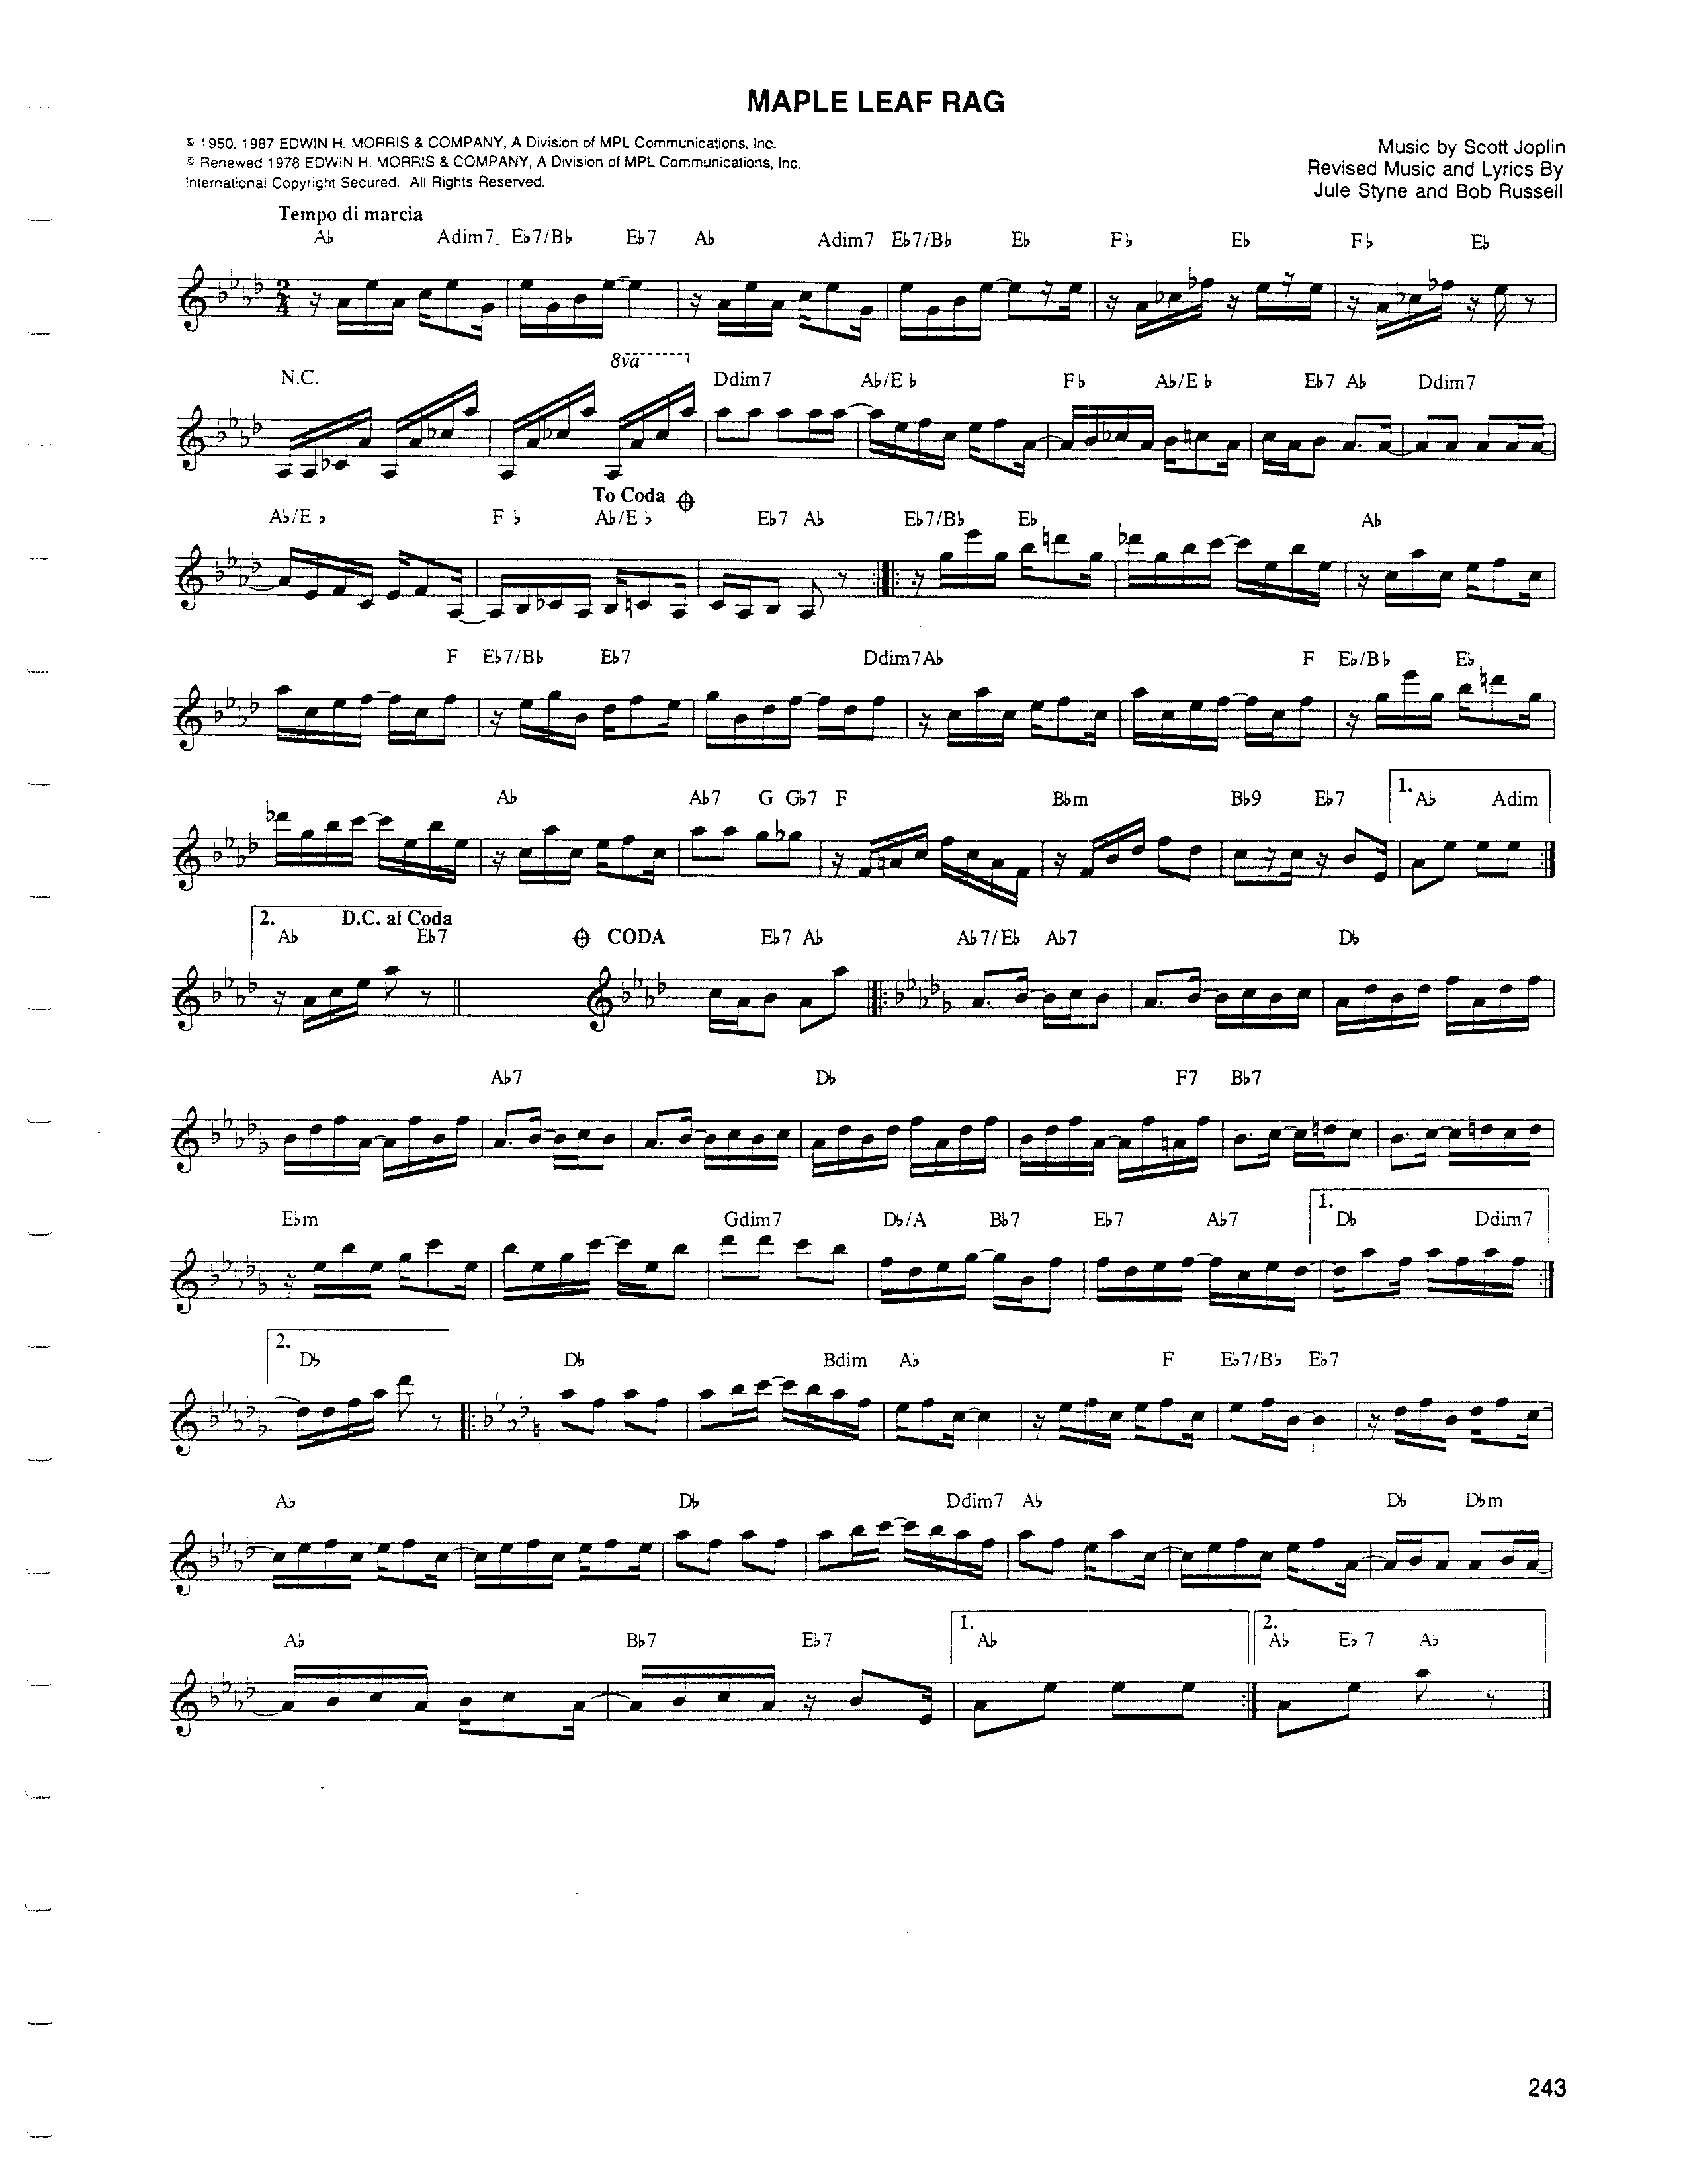 MAPLE LEAF RAG
© 1950, 1987 EDWIN H. MORRIS & COMPANY, A Division of MPL Communications, Inc.
© Renewed 1978 EDWIN H. MORRIS & COMPANY, A Division of MPL Communications, Inc.
International Copyright Secured. All Rights Reserved.
Music by Scott Joplin
Revised Music and Lyrics By
Jule Styne and Bob Russell
Tempo di marcia
A♭ Adim7 E♭7/B♭ E♭7 A♭ Adim7 E♭7/B♭ E♭ F♭ E♭ F♭ E♭
2
4
8va
N.C. Ddim7 A♭/E♭ F♭ A♭/E♭ E♭7 A♭ Ddim7
To Coda
A♭/E♭ F♭ A♭/E♭ E♭7 A♭ E♭7/B♭ E♭ A♭
F E♭7/B♭ E♭7 Ddim7 A♭ F E♭/B♭ E♭
A♭ A♭7 G G♭7 F B♭m B♭9 E♭7 1. A♭ Adim
2. D.C. al Coda
A♭ E♭7 CODA E♭7 A♭ A♭7/E♭ A♭7 D♭
A♭7 D♭ F7 B♭7
E♭m Gdim7 D♭/A B♭7 E♭7 A♭7 1. D♭ Ddim7
2.
D♭ D♭ Bdim A♭ F E♭7/B♭ E♭7
A♭ D♭ Ddim7 A♭ D♭ D♭m
1. 2.
A♭ B♭7 E♭7 A♭ A♭ E♭7 A♭
243